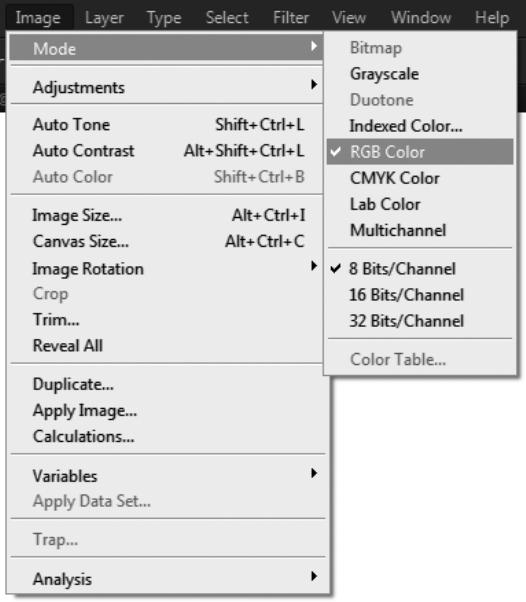 Image Layer Type Select Filter View Window Help
Mode
Adjustments
Auto Tone Shift+Ctrl+L
Auto Contrast Alt+Shift+Ctrl+L
Auto Color Shift+Ctrl+B
Image Size... Alt+Ctrl+I
Canvas Size... Alt+Ctrl+C
Image Rotation
Crop
Trim...
Reveal All
Duplicate...
Apply Image...
Calculations...
Variables
Apply Data Set...
Trap...
Analysis
Bitmap
Grayscale
Duotone
Indexed Color...
RGB Color
CMYK Color
Lab Color
Multichannel
8 Bits/Channel
16 Bits/Channel
32 Bits/Channel
Color Table...